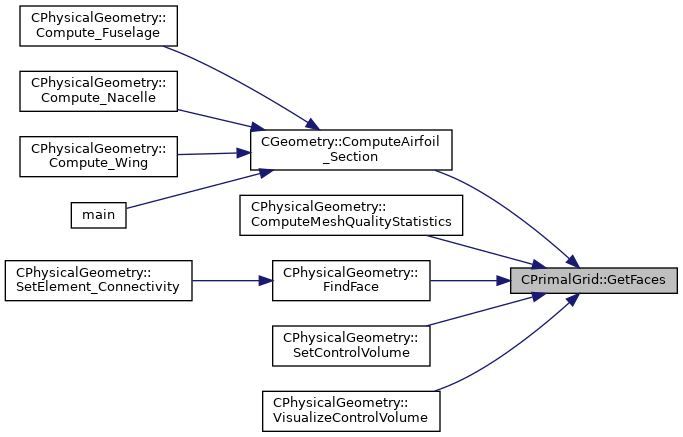 CPhysicalGeometry::
Compute_Fuselage
CPhysicalGeometry::
Compute_Nacelle
CPhysicalGeometry::
Compute_Wing
main
CGeometry::ComputeAirfoil
_Section
CPhysicalGeometry::
ComputeMeshQualityStatistics
CPhysicalGeometry::
SetElement_Connectivity
CPhysicalGeometry::
FindFace
CPrimalGrid::GetFaces
CPhysicalGeometry::
SetControlVolume
CPhysicalGeometry::
VisualizeControlVolume